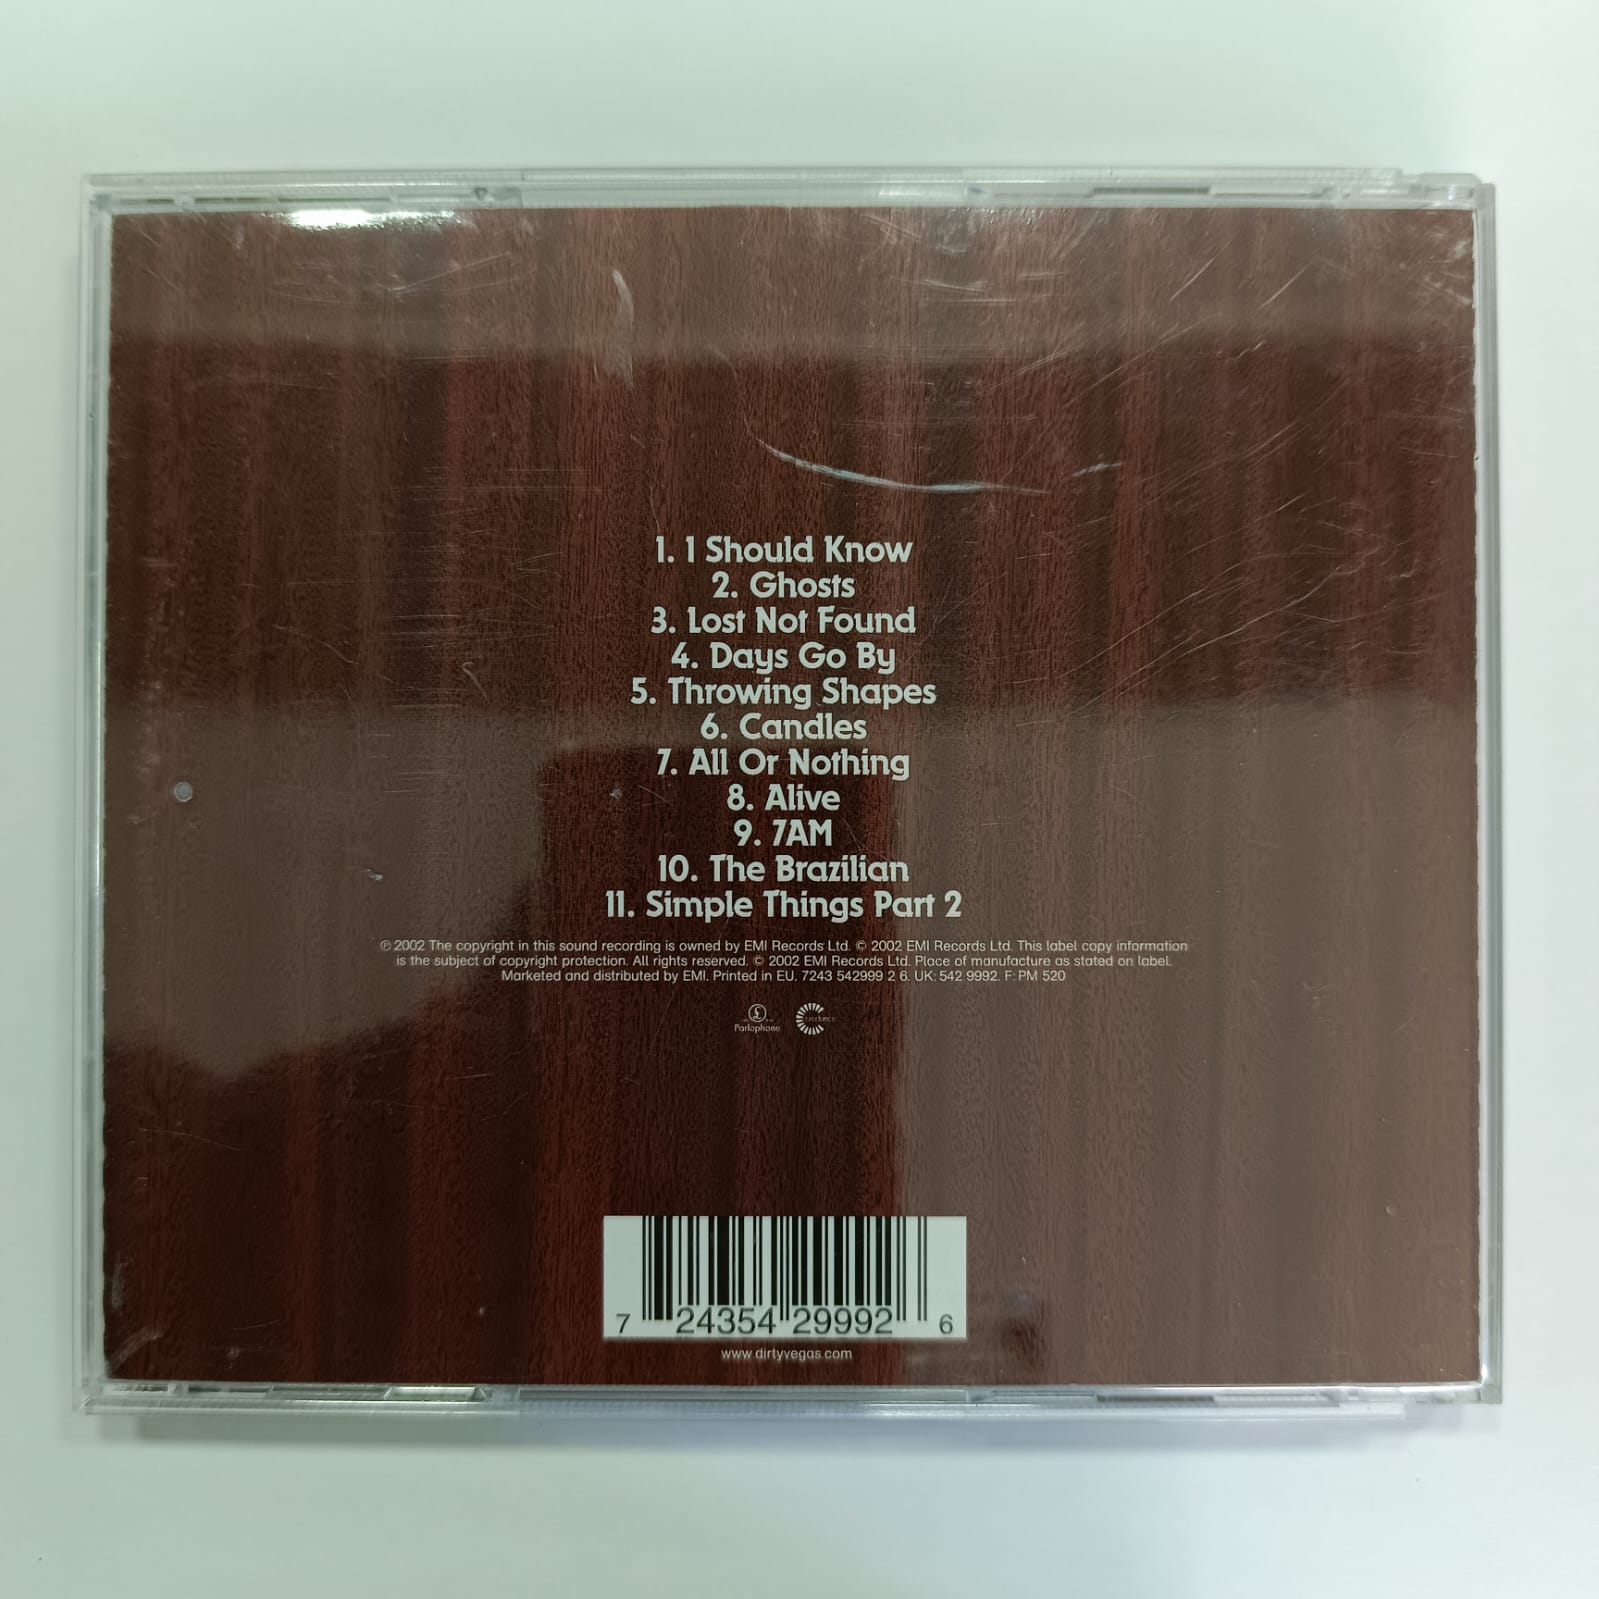 1. I Should Know
2. Ghosts
3. Lost Not Found
4. Days Go By
5. Throwing Shapes
6. Candles
7. All Or Nothing
8. Alive
9. 7AM
10. The Brazilian
11. Simple Things Part 2
℗ 2002 The copyright in this sound recording is owned by EMI Records Ltd. © 2002 EMI Records Ltd. This label copy information
is the subject of copyright protection. All rights reserved. © 2002 EMI Records Ltd. Place of manufacture as stated on label.
Marketed and distributed by EMI. Printed in EU. 7243 542999 2 6. UK: 542 9992. F: PM 520
£
Parlophone
Credence
7 24354 29992 6
www.dirtyvegas.com